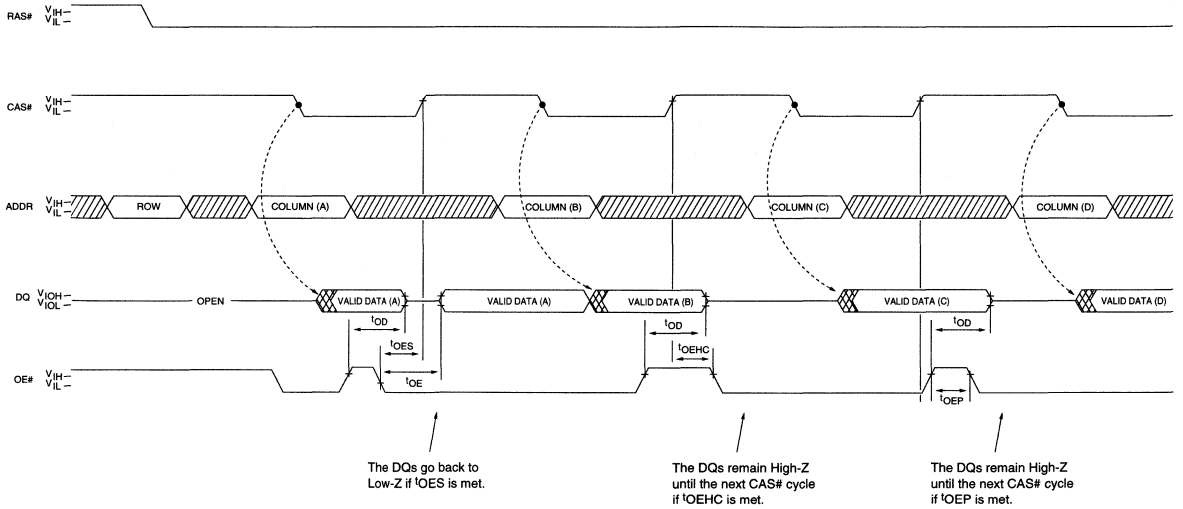 RAS# VIH
VIL
CAS# VIH
VIL
ADDR VIH
VIL
ROW COLUMN (A) COLUMN (B) COLUMN (C) COLUMN (D)
DQ VIOH
VIOL
OPEN VALID DATA (A) VALID DATA (A) VALID DATA (B) VALID DATA (C) VALID DATA (D)
tOD tOD tOD
tOES tOEHC
tOE
OE# VIH
VIL
tOEP
The DQs go back to
Low-Z if tOES is met.
The DQs remain High-Z
until the next CAS# cycle
if tOEHC is met.
The DQs remain High-Z
until the next CAS# cycle
if tOEP is met.